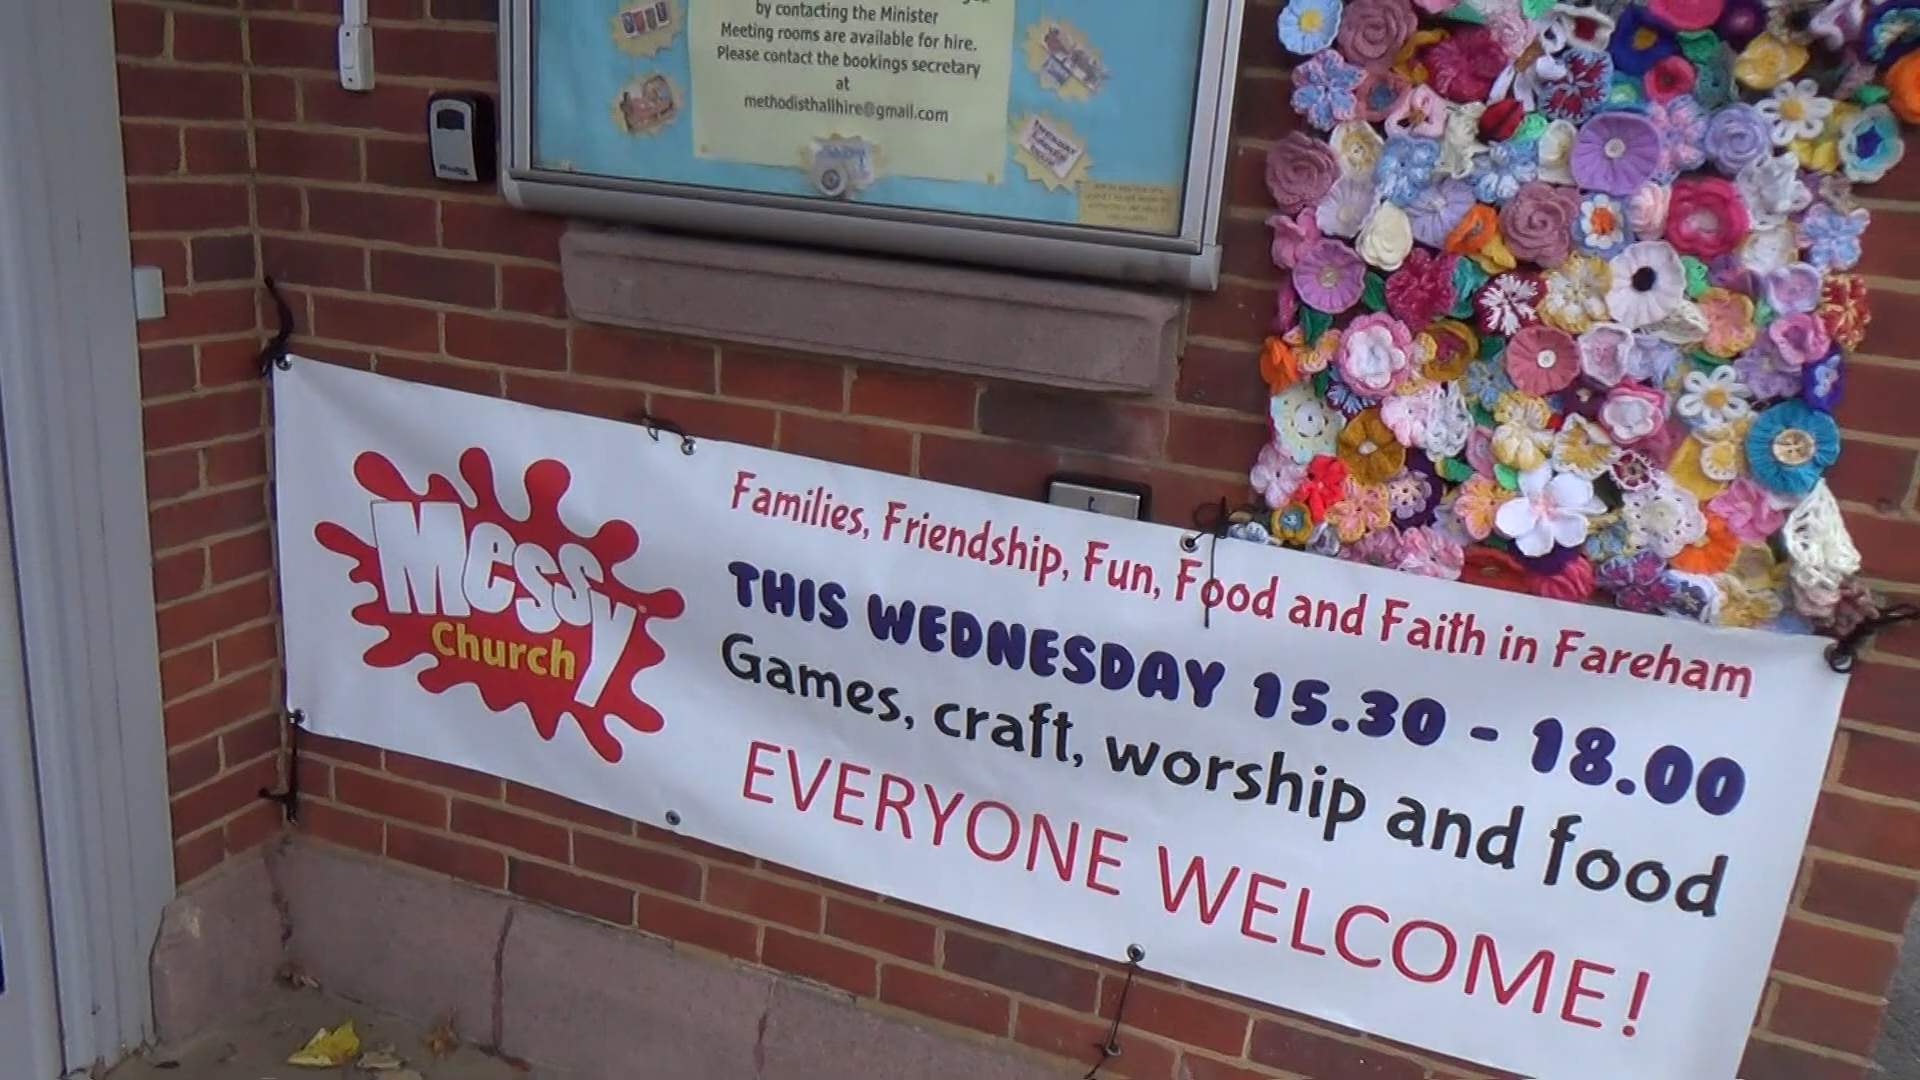 by contacting the Minister
Meeting rooms are available for hire.
Please contact the bookings secretary
at
methodisthallhire@gmail.com
Messy
Church
Families, Friendship, Fun, Food and Faith in Fareham
THIS WEDNESDAY 15.30 - 18.00
Games, craft, worship and food
EVERYONE WELCOME!